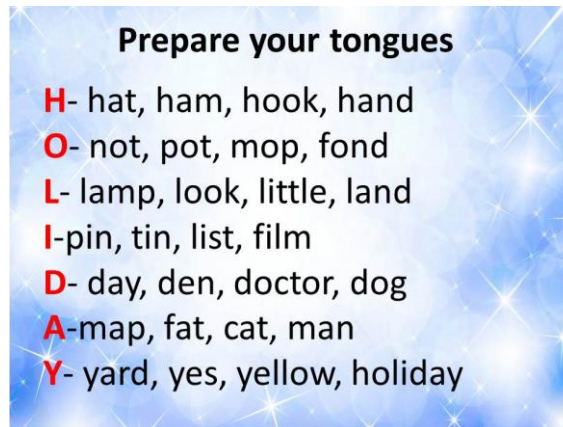 Prepare your tongues
H- hat, ham, hook, hand
O- not, pot, mop, fond
L- lamp, look, little, land
I-pin, tin, list, film
D- day, den, doctor, dog
A-map, fat, cat, man
Y- yard, yes, yellow, holiday